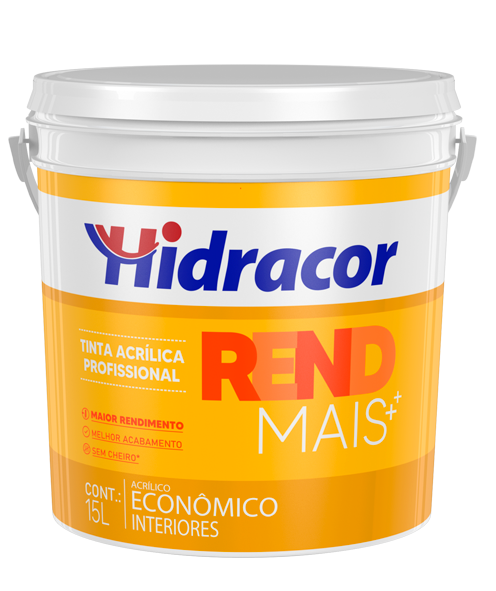 Hidracor
TINTA ACRÍLICA
PROFISSIONAL
REND
MAIS++
MAIOR RENDIMENTO
MELHOR ACABAMENTO
SEM CHEIRO*
CONT.:
15L
ACRÍLICO
ECONÔMICO
INTERIORES